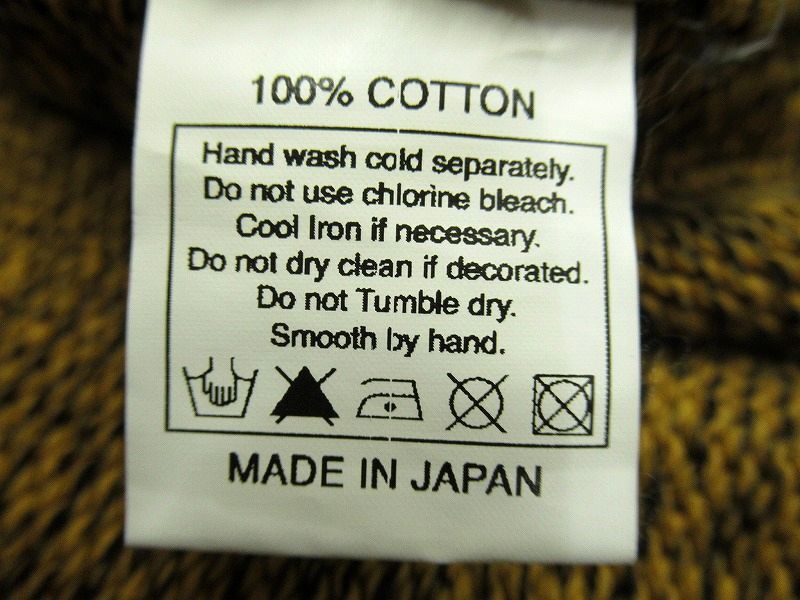 100% COTTON
Hand wash cold separately.
Do not use chlorine bleach.
Cool Iron if necessary.
Do not dry clean if decorated.
Do not Tumble dry.
Smooth by hand.
MADE IN JAPAN